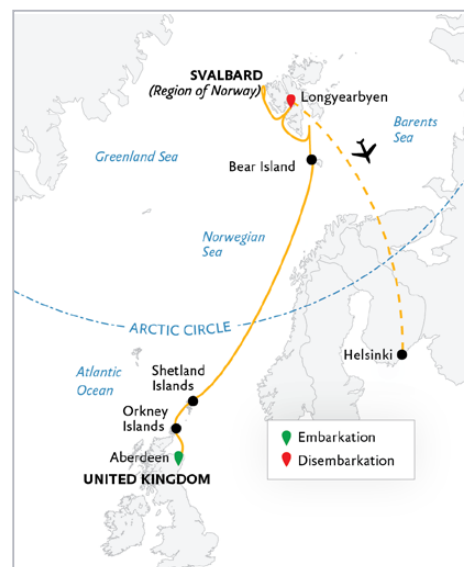 SVALBARD
(Region of Norway)
Longyearbyen
Barents
Sea
Greenland Sea
Bear Island
Norwegian
Sea
ARCTIC CIRCLE
Helsinki
Atlantic
Ocean
Shetland
Islands
Orkney
Islands
Aberdeen
UNITED KINGDOM
Embarkation
Disembarkation